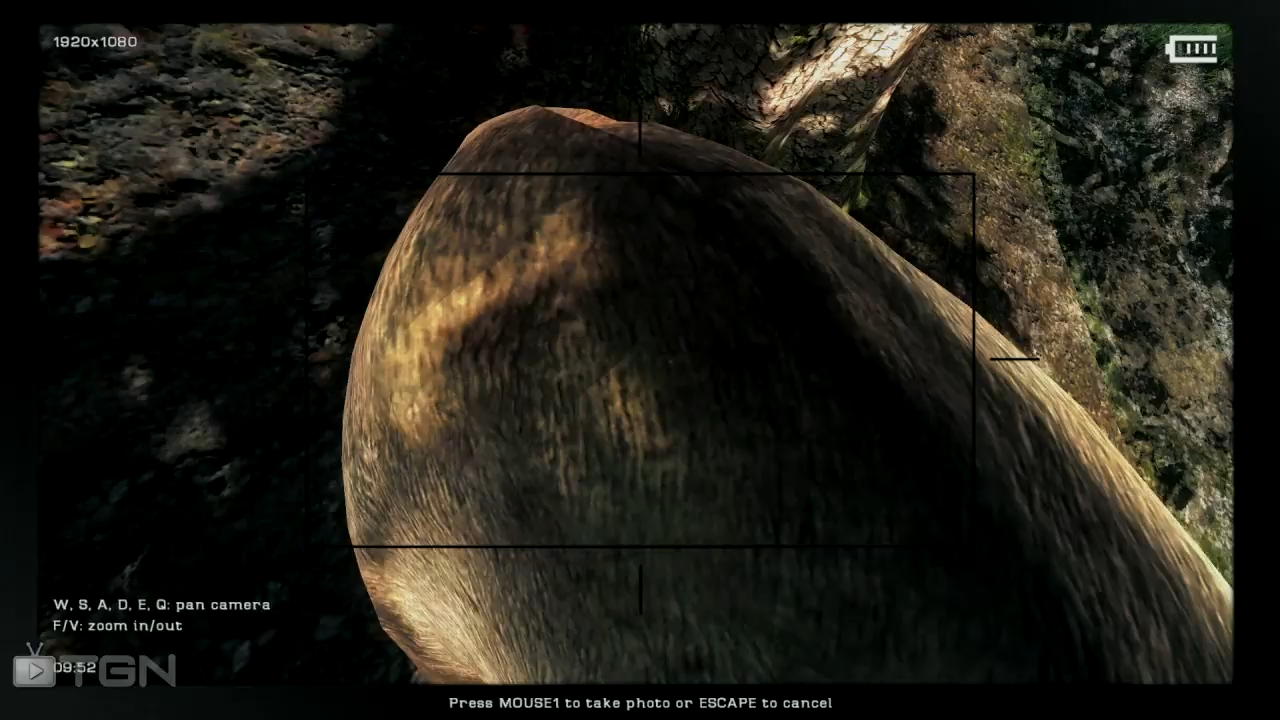 1920x1080
W, S, A, D, E, Q: pan camera
F/V: zoom in/out
09:52
TGN
Press MOUSE1 to take photo or ESCAPE to cancel